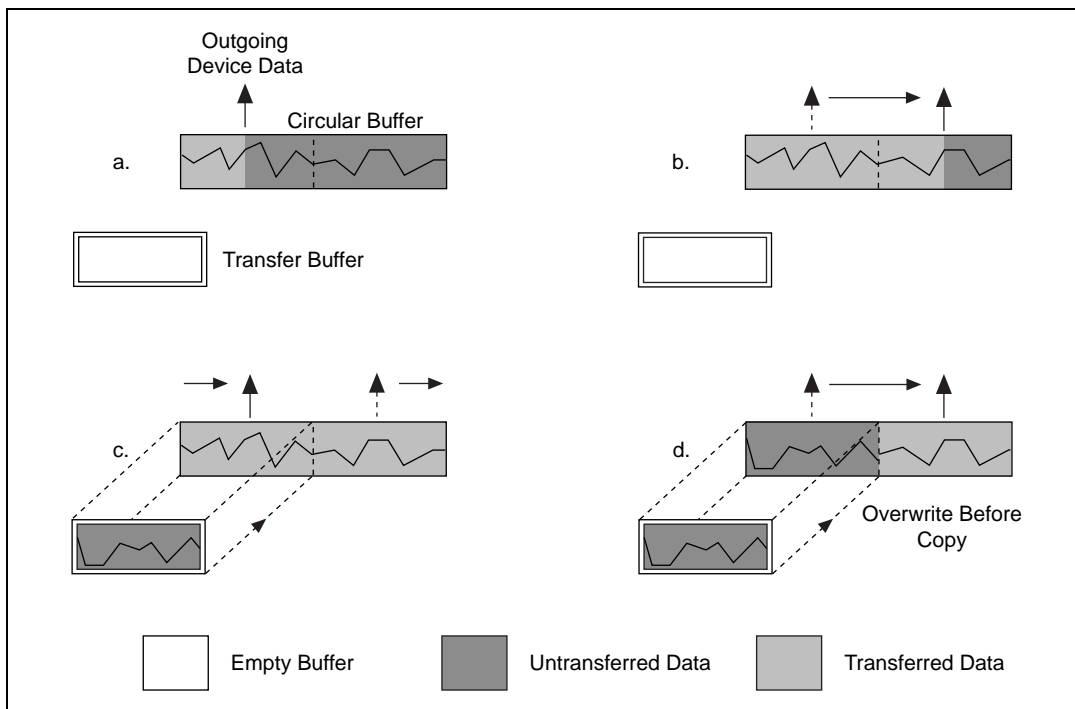 Outgoing
Device Data
Circular Buffer
a.
b.
Transfer Buffer
c.
d.
Overwrite Before
Copy
Empty Buffer
Untransferred Data
Transferred Data